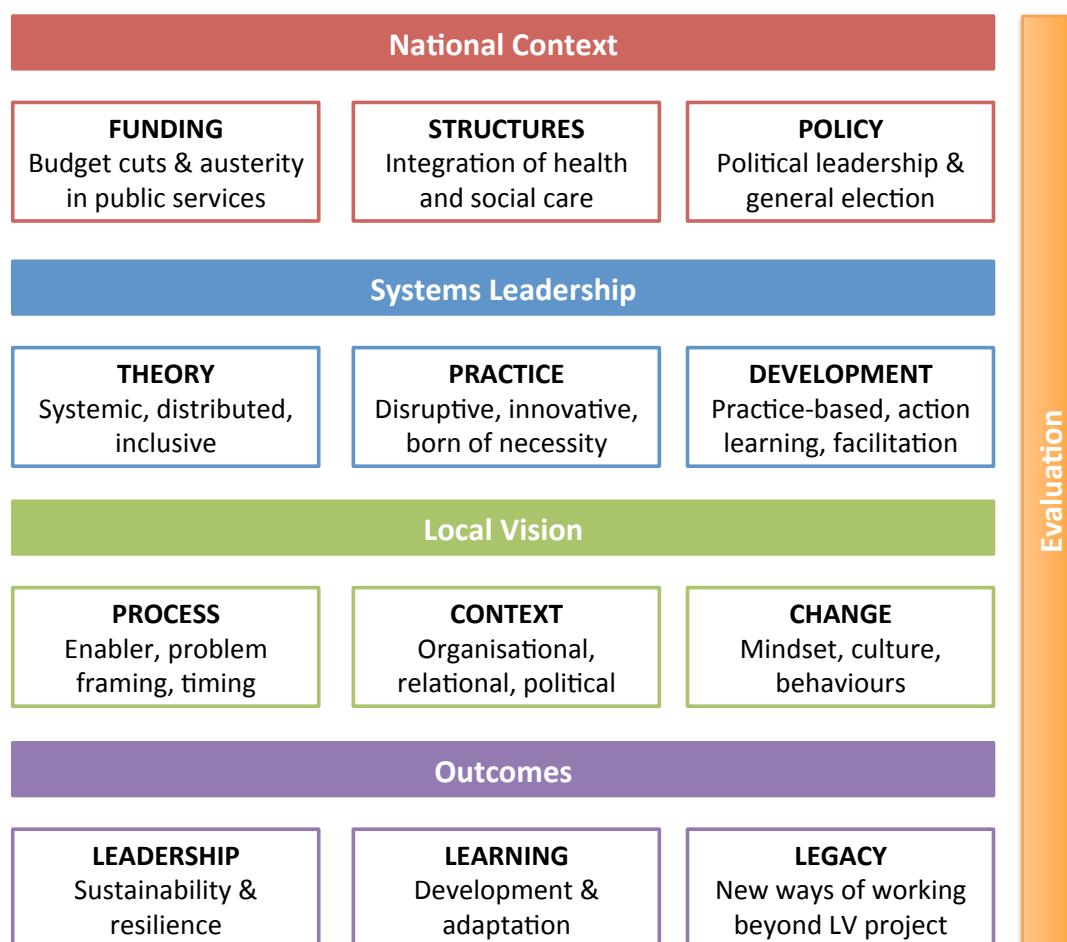 National Context
FUNDING
Budget cuts & austerity
in public services
STRUCTURES
Integration of health
and social care
POLICY
Political leadership &
general election
Systems Leadership
THEORY
Systemic, distributed,
inclusive
PRACTICE
Disruptive, innovative,
born of necessity
DEVELOPMENT
Practice-based, action
learning, facilitation
Local Vision
PROCESS
Enabler, problem
framing, timing
CONTEXT
Organisational,
relational, political
CHANGE
Mindset, culture,
behaviours
Outcomes
LEADERSHIP
Sustainability &
resilience
LEARNING
Development &
adaptation
LEGACY
New ways of working
beyond LV project
Evaluation